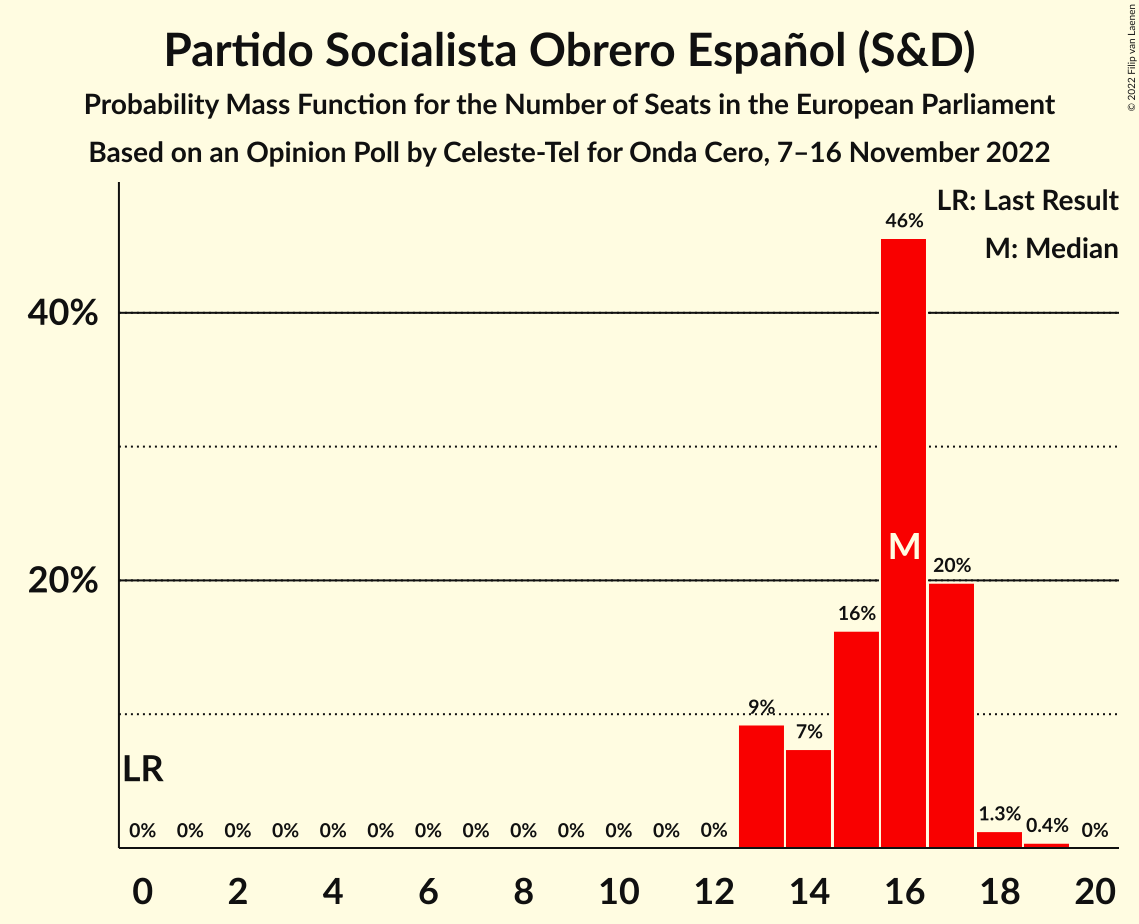 Partido Socialista Obrero Español (S&D)
Probability Mass Function for the Number of Seats in the European Parliament
Based on an Opinion Poll by Celeste-Tel for Onda Cero, 7–16 November 2022
© 2022 Filip van Laenen
LR: Last Result
M: Median
46%
40%
M
20%
20%
16%
9%
7%
LR
1.3%
0.4%
0% 0% 0% 0% 0% 0% 0% 0% 0% 0% 0% 0% 0% 0%
0 2 4 6 8 10 12 14 16 18 20